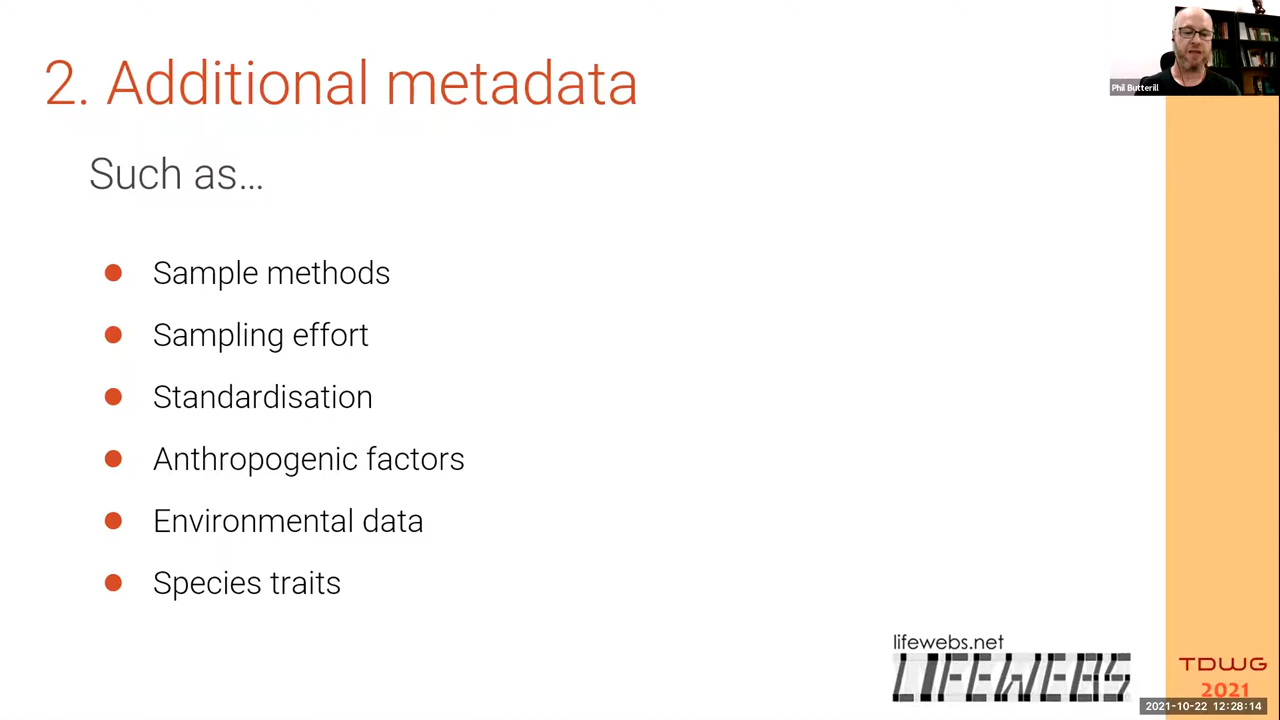 2. Additional metadata
Phil Butterill
Such as…
Sample methods
Sampling effort
Standardisation
Anthropogenic factors
Environmental data
Species traits
lifewebs.net
LIFEWEBS
TDWG
2021
2021-10-22 12:28:14